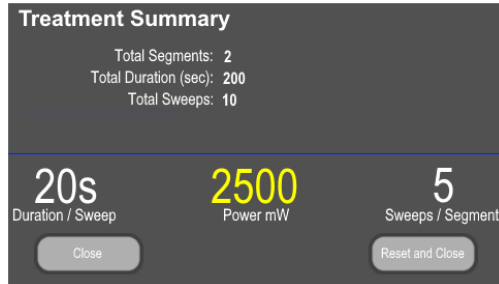 Treatment Summary
Total Segments: 2
Total Duration (sec): 200
Total Sweeps: 10
20s 2500 5
Duration / Sweep Power mW Sweeps / Segment
Close Reset and Close